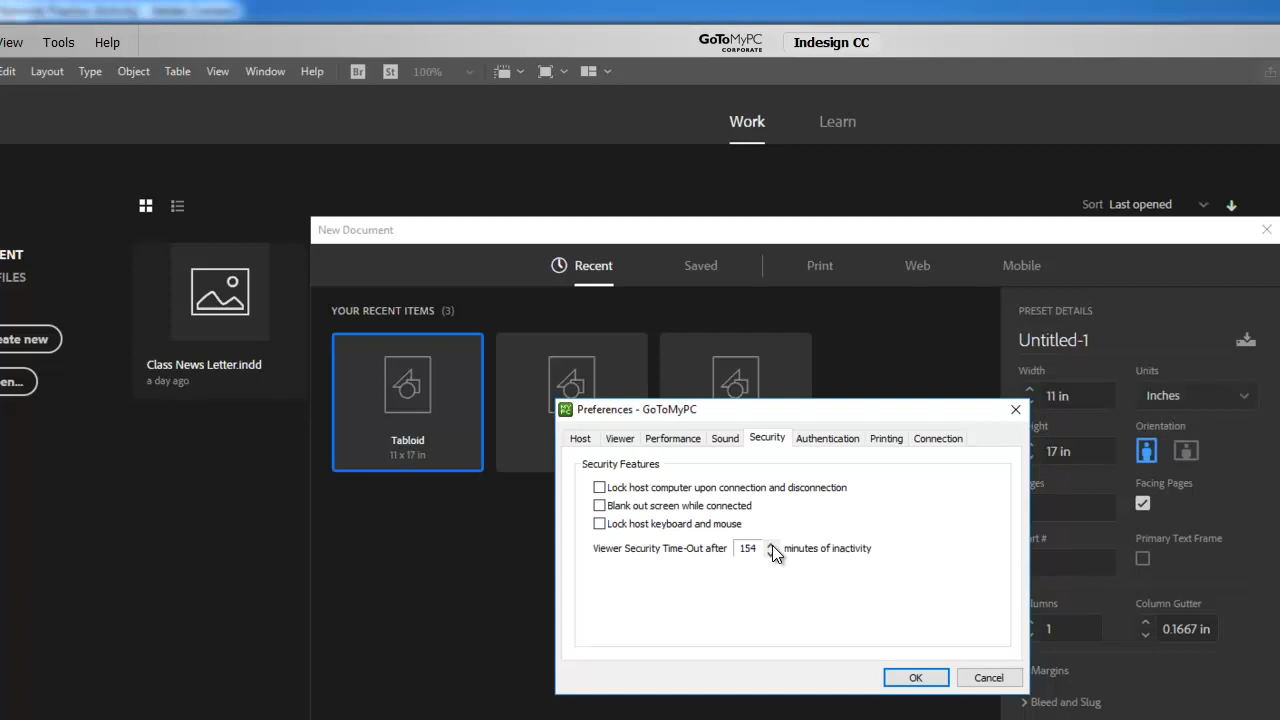 View Tools Help GoToMyPC CORPORATE Indesign CC
Edit Layout Type Object Table View Window Help Br St 100%
Work Learn
Sort Last opened
New Document
ENT
FILES
Recent Saved Print Web Mobile
YOUR RECENT ITEMS (3)
PRESET DETAILS
eate new
Untitled-1
Class News Letter.indd
a day ago
en...
Width Units
11 in Inches
Tabloid
11 x 17 in
MY PC Preferences - GoToMyPC
Host Viewer Performance Sound Security Authentication Printing Connection
Security Features
Lock host computer upon connection and disconnection
Blank out screen while connected
Lock host keyboard and mouse
Viewer Security Time-Out after 154 minutes of inactivity
OK Cancel
eight Orientation
17 in
ges Facing Pages
rt # Primary Text Frame
lumns Column Gutter
1 0.1667 in
Margins
Bleed and Slug